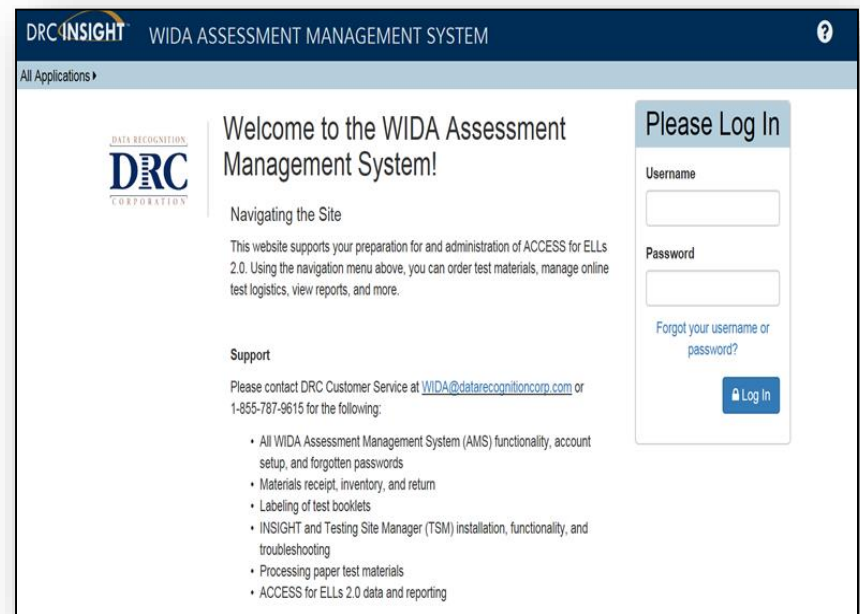 DRC INSIGHT WIDA ASSESSMENT MANAGEMENT SYSTEM ?
All Applications
DATA RECOGNITION
DRC
CORPORATION
Welcome to the WIDA Assessment
Management System!
Navigating the Site
This website supports your preparation for and administration of ACCESS for ELLs
2.0. Using the navigation menu above, you can order test materials, manage online
test logistics, view reports, and more.
Support
Please contact DRC Customer Service at WIDA@datarecognitioncorp.com or
1-855-787-9615 for the following:
• All WIDA Assessment Management System (AMS) functionality, account
setup, and forgotten passwords
• Materials receipt, inventory, and return
• Labeling of test booklets
• INSIGHT and Testing Site Manager (TSM) installation, functionality, and
troubleshooting
• Processing paper test materials
• ACCESS for ELLs 2.0 data and reporting
Please Log In
Username
Password
Forgot your username or
password?
Log In